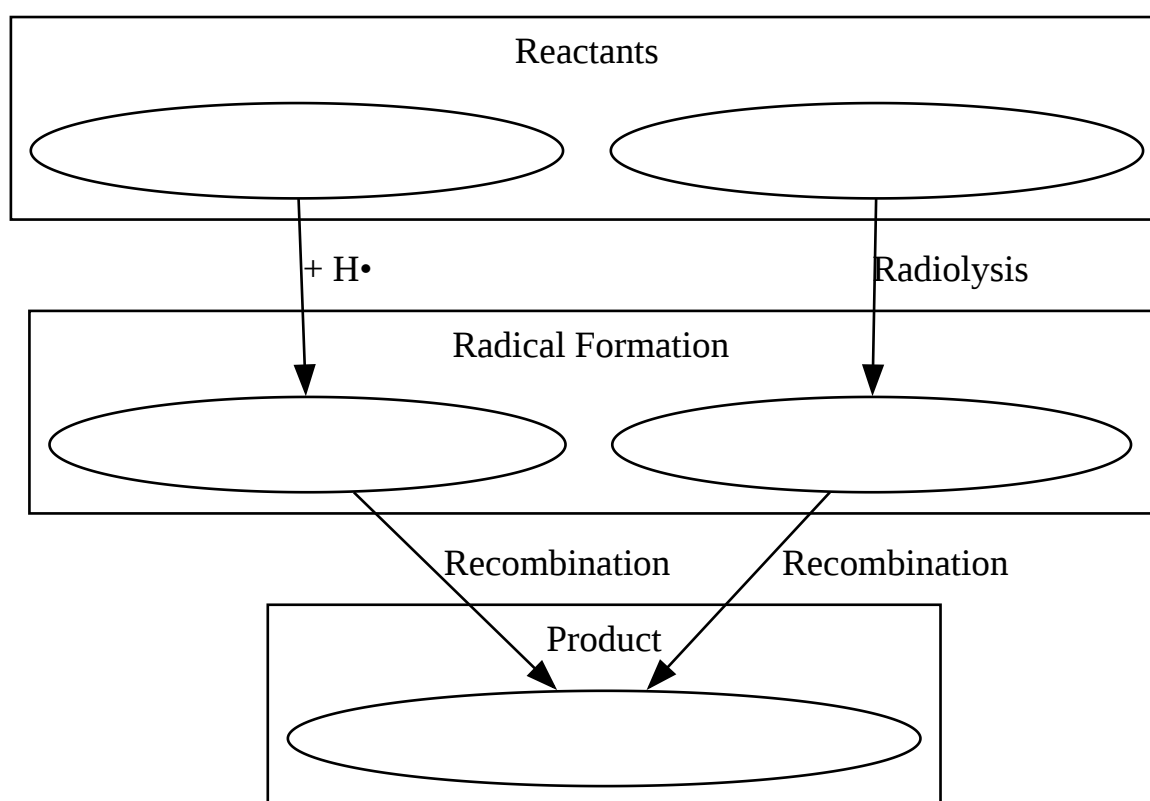 Reactants
+ H•
Radiolysis
Radical Formation
Recombination
Recombination
Product